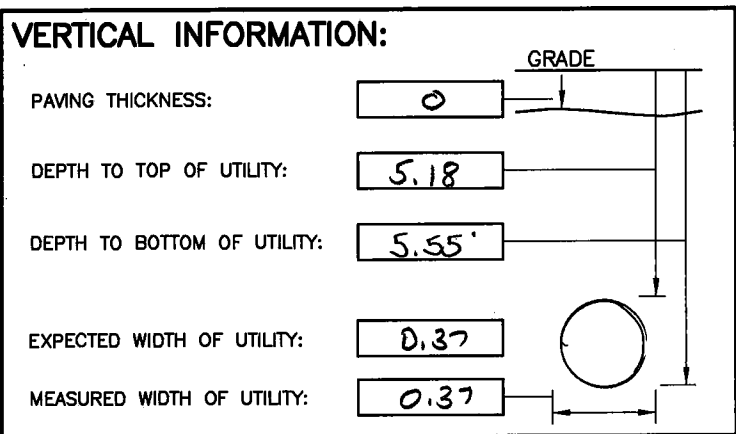 VERTICAL INFORMATION:
GRADE
PAVING THICKNESS: 0
DEPTH TO TOP OF UTILITY: 5.18
DEPTH TO BOTTOM OF UTILITY: 5.55'
EXPECTED WIDTH OF UTILITY: 0.37
MEASURED WIDTH OF UTILITY: 0.37